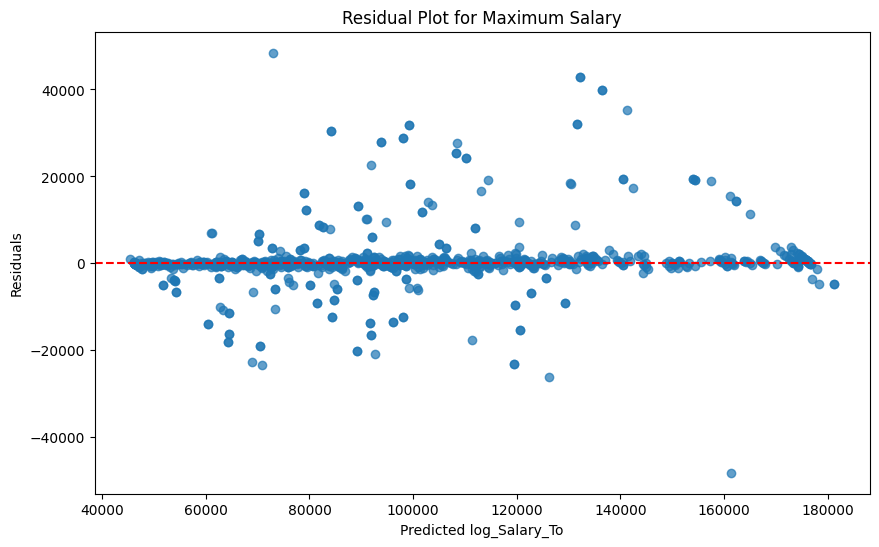 Residual Plot for Maximum Salary
40000
20000
0
−20000
−40000
Residuals
40000 60000 80000 100000 120000 140000 160000 180000
Predicted log_Salary_To